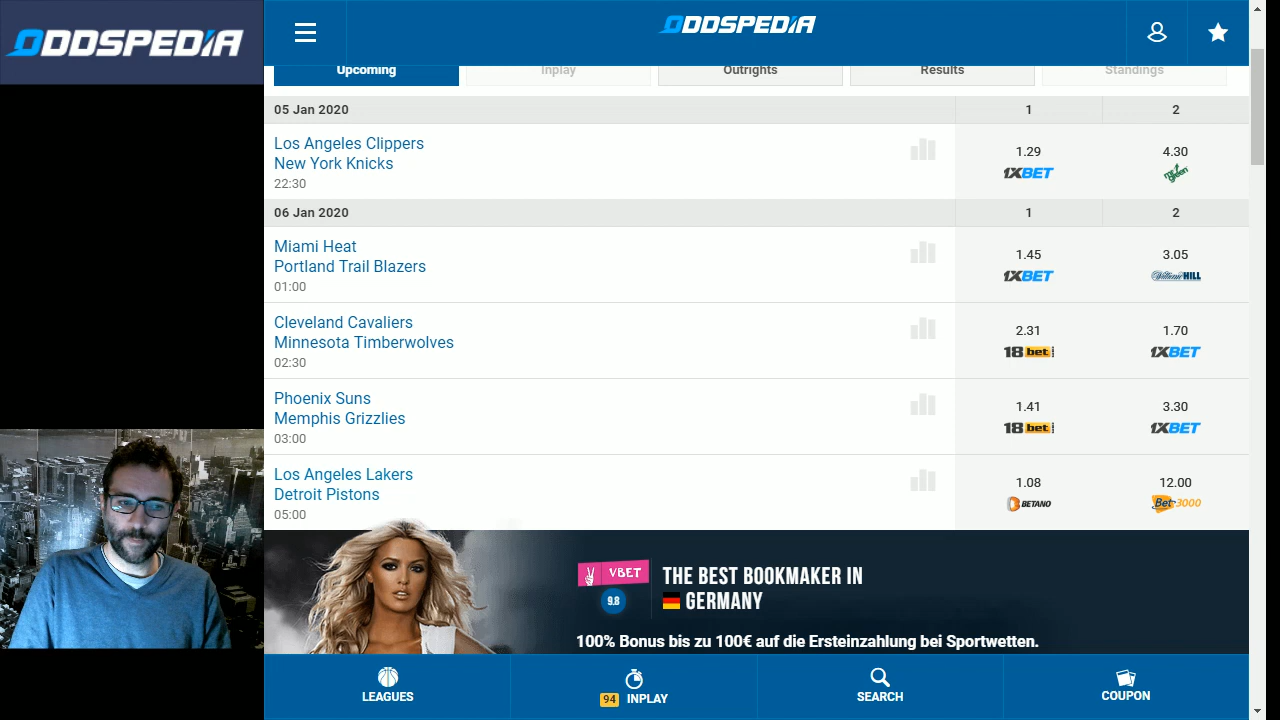 ODDSPEDIA
ODDSPEDIA
Upcoming
Inplay
Outrights
Results
Standings
05 Jan 2020
1
2
Los Angeles Clippers
New York Knicks
22:30
1.29
1XBET
4.30
mr green
06 Jan 2020
1
2
Miami Heat
Portland Trail Blazers
01:00
1.45
1XBET
3.05
William HILL
Cleveland Cavaliers
Minnesota Timberwolves
02:30
2.31
18bet
1.70
1XBET
Phoenix Suns
Memphis Grizzlies
03:00
1.41
18bet
3.30
1XBET
Los Angeles Lakers
Detroit Pistons
05:00
1.08
BETANO
12.00
Bet3000
VBET
9.8
THE BEST BOOKMAKER IN
GERMANY
100% Bonus bis zu 100€ auf die Ersteinzahlung bei Sportwetten.
LEAGUES
94 INPLAY
SEARCH
COUPON